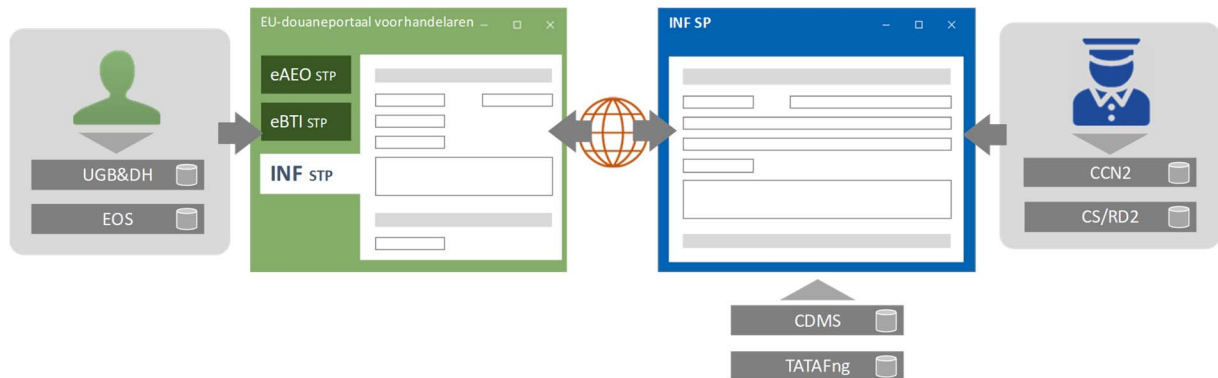 EU-douaneportaal voor handelaren
eAEO STP
eBTI STP
INF STP
UGB&DH
EOS
INF SP
CCN2
CS/RD2
CDMS
TATAFng